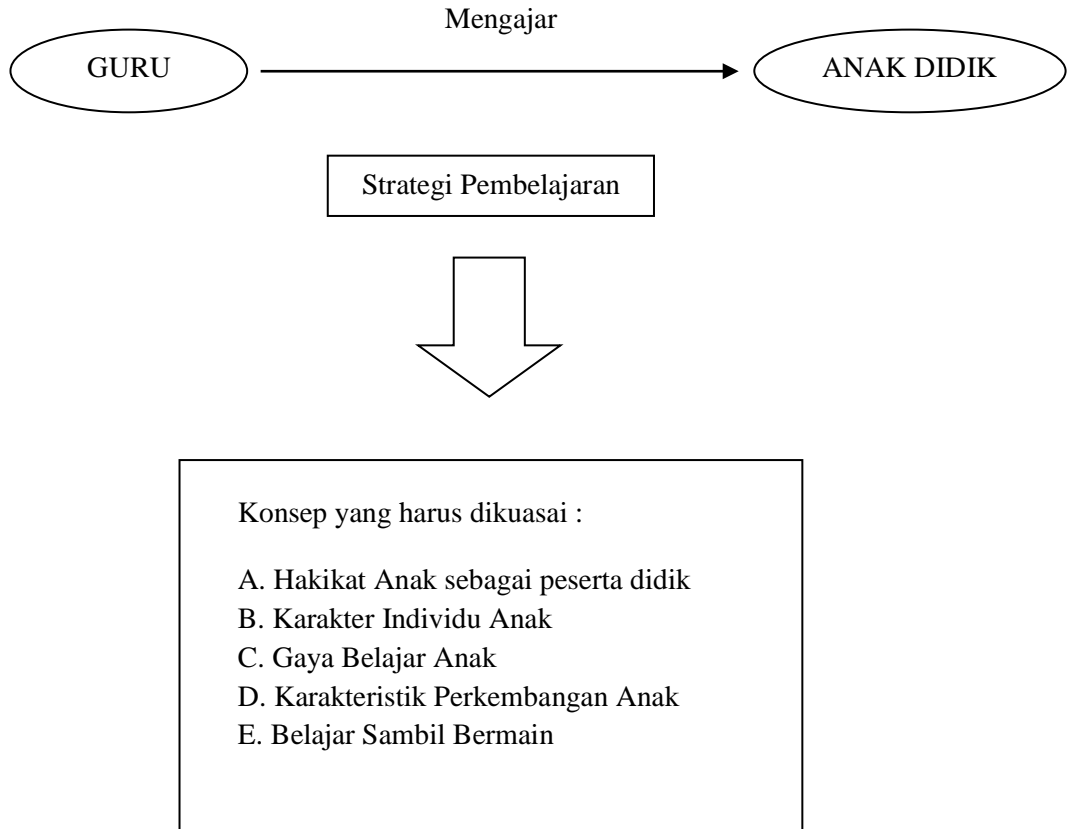 Mengajar
GURU
ANAK DIDIK
Strategi Pembelajaran
Konsep yang harus dikuasai :
A. Hakikat Anak sebagai peserta didik
B. Karakter Individu Anak
C. Gaya Belajar Anak
D. Karakteristik Perkembangan Anak
E. Belajar Sambil Bermain